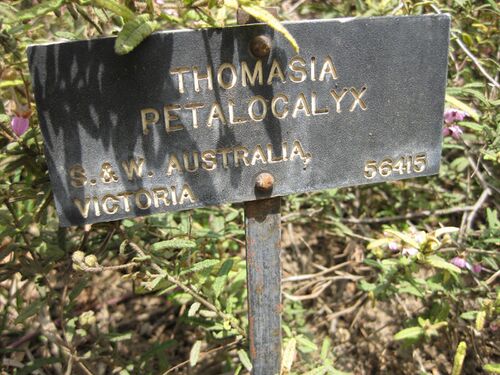 THOMASIA
PETALOCALYX
S. & W. AUSTRALIA,
VICTORIA 56415